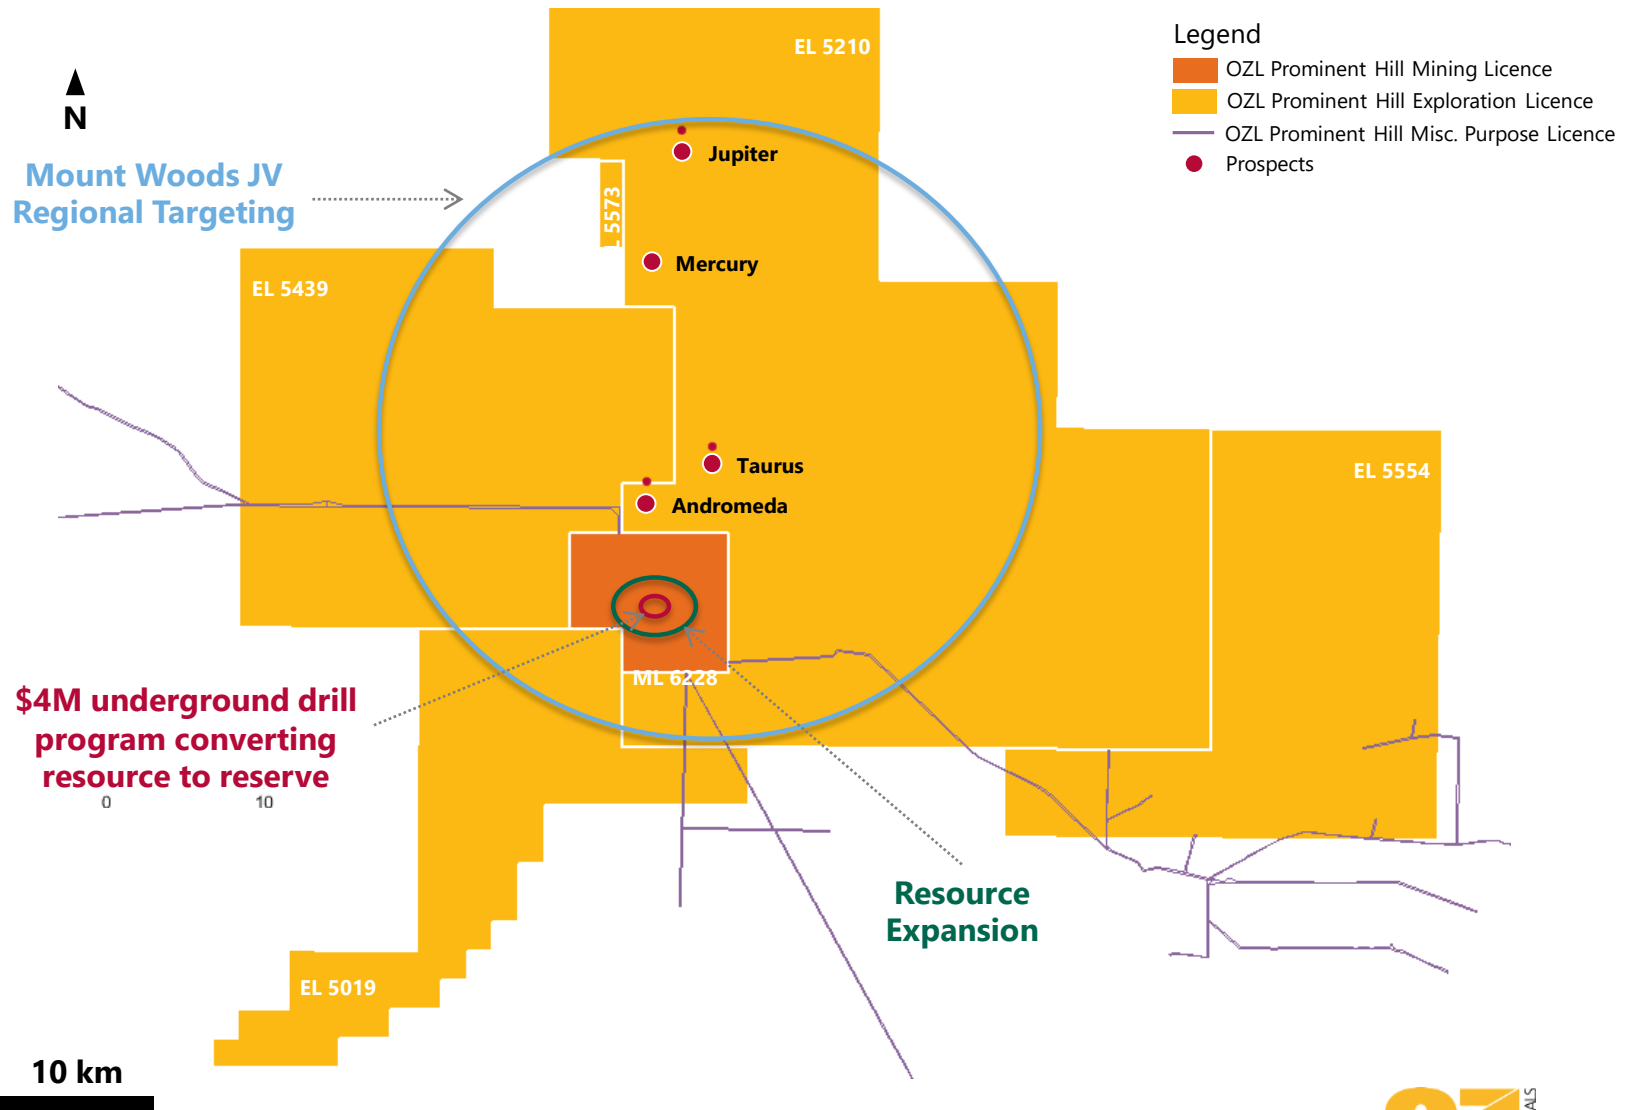 EL 5210
Legend
OZL Prominent Hill Mining Licence
OZL Prominent Hill Exploration Licence
OZL Prominent Hill Misc. Purpose Licence
Prospects
N
Jupiter
Mount Woods JV
Regional Targeting
5573
Mercury
EL 5439
Taurus
EL 5554
Andromeda
ML 6228
$4M underground drill
program converting
resource to reserve
0 10
Resource
Expansion
EL 5019
10 km
ALS